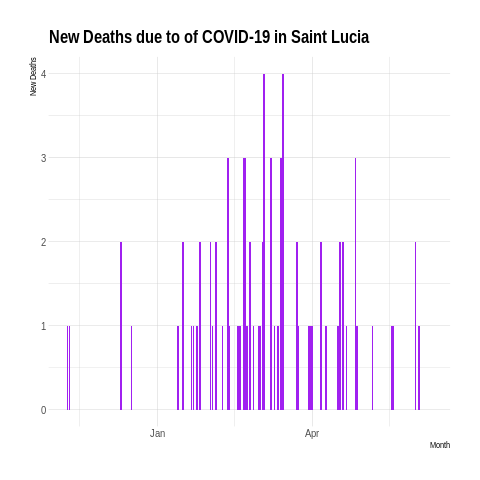 New Deaths due to of COVID-19 in Saint Lucia
New Deaths
4
3
2
1
0
Jan
Apr
Month